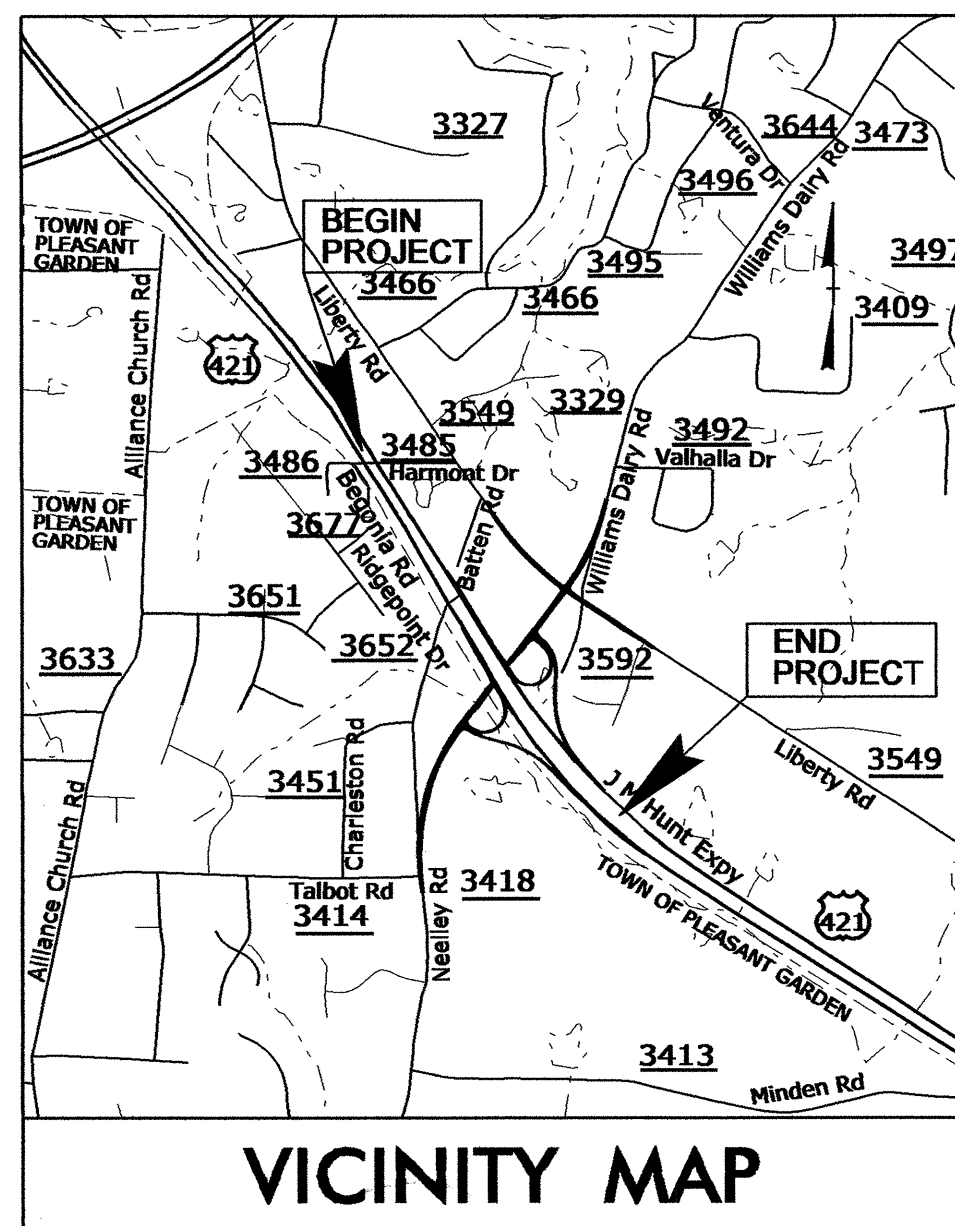 3327
Ventura Dr
3644
3473
3496
Williams Dairy Rd
TOWN OF
PLEASANT
GARDEN
BEGIN
PROJECT
3466
3495
3466
3497
3409
Alliance Church Rd
Liberty Rd
421
3549
3329
3492
Valhalla Dr
3485
3486
Harmont Dr
Williams Dairy Rd
TOWN OF
PLEASANT
GARDEN
3677
Begonia Rd
Batten Rd
Ridgepoint Dr
3651
3652
3633
3592
END
PROJECT
3451
Charleston Rd
Liberty Rd
3549
Alliance Church Rd
J M Hunt Expy
Talbot Rd
3414
Neelley Rd
3418
TOWN OF PLEASANT GARDEN
421
3413
Minden Rd
VICINITY MAP